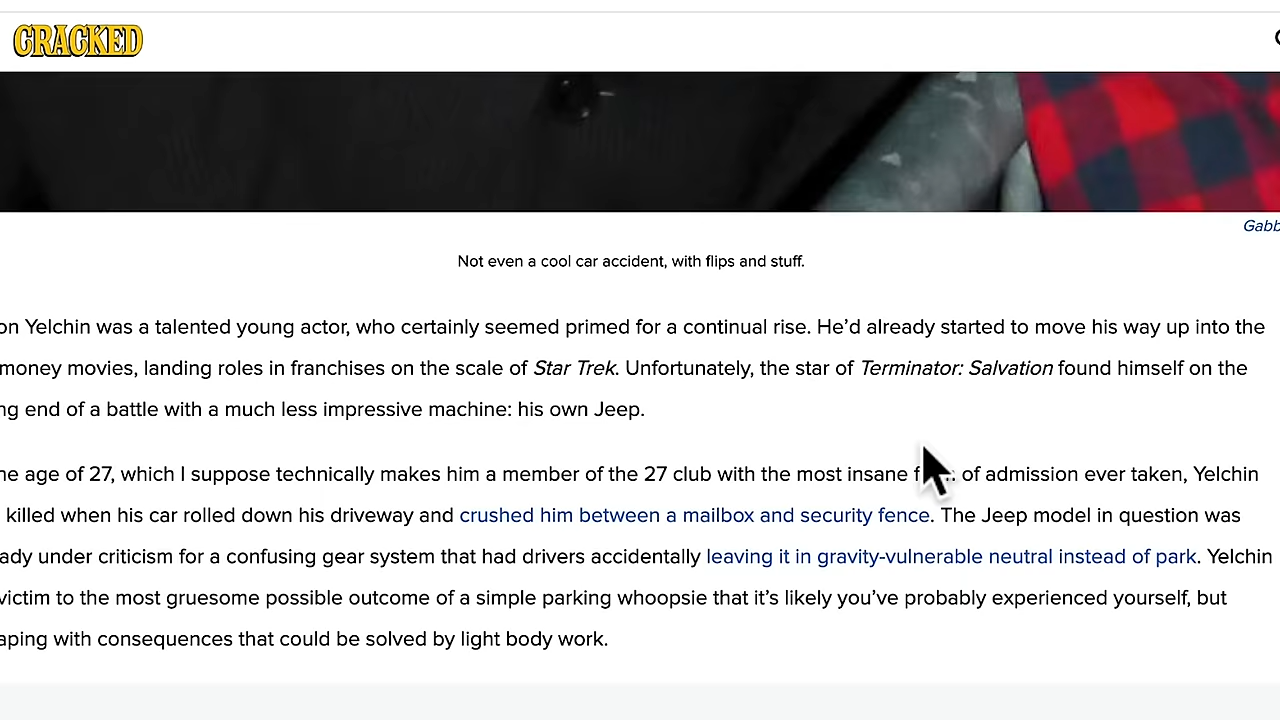 CRACKED
Gabb
Not even a cool car accident, with flips and stuff.
on Yelchin was a talented young actor, who certainly seemed primed for a continual rise. He’d already started to move his way up into the
money movies, landing roles in franchises on the scale of Star Trek. Unfortunately, the star of Terminator: Salvation found himself on the
ng end of a battle with a much less impressive machine: his own Jeep.
he age of 27, which I suppose technically makes him a member of the 27 club with the most insane of admission ever taken, Yelchin
killed when his car rolled down his driveway and crushed him between a mailbox and security fence. The Jeep model in question was
ady under criticism for a confusing gear system that had drivers accidentally leaving it in gravity-vulnerable neutral instead of park. Yelchin
victim to the most gruesome possible outcome of a simple parking whoopsie that it’s likely you’ve probably experienced yourself, but
aping with consequences that could be solved by light body work.